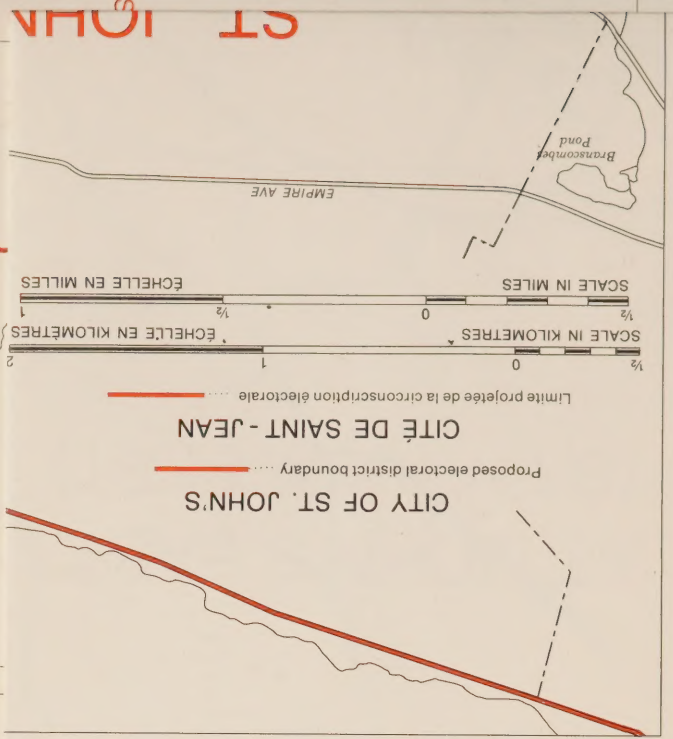 CITY OF ST. JOHN'S
Proposed electoral district boundary .....
CITÉ DE SAINT-JEAN
Limite projetée de la circonscription électorale ....
½ 0 1 2
SCALE IN KILOMETRES ÉCHELLE EN KILOMÈTRES
½ 0 ½ 1
SCALE IN MILES ÉCHELLE EN MILLES
EMPIRE AVE
Branscombes
Pond
ST JOHN
S